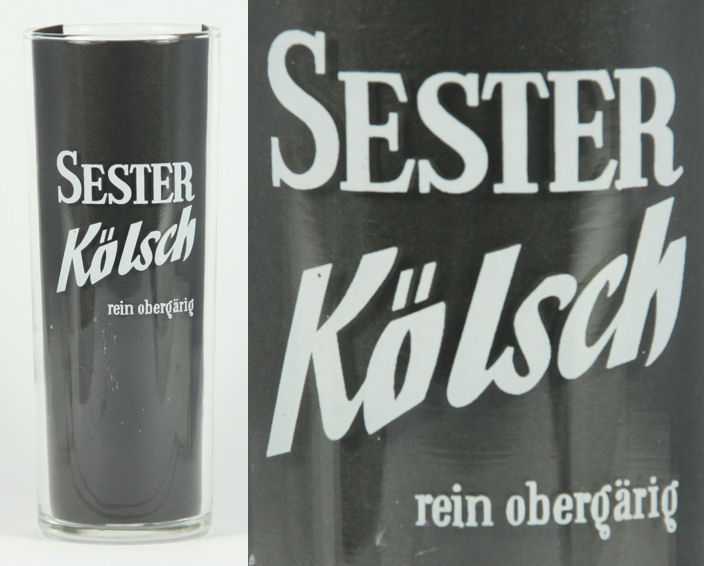 SESTER
Kölsch
rein obergärig
SESTER
Kölsch
rein obergärig